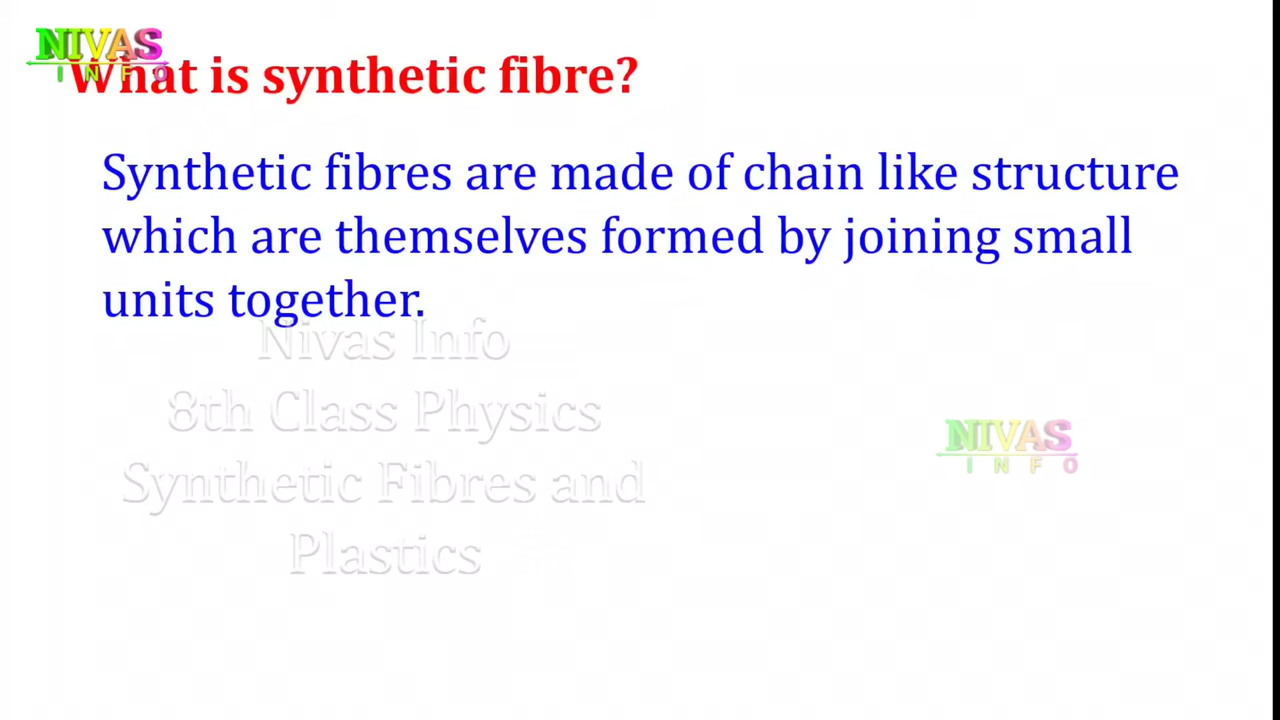 NIVAS
INFO
What is synthetic fibre?
Synthetic fibres are made of chain like structure
which are themselves formed by joining small
units together.
Nivas Info
8th Class Physics
Synthetic Fibres and
Plastics
NIVAS
INFO